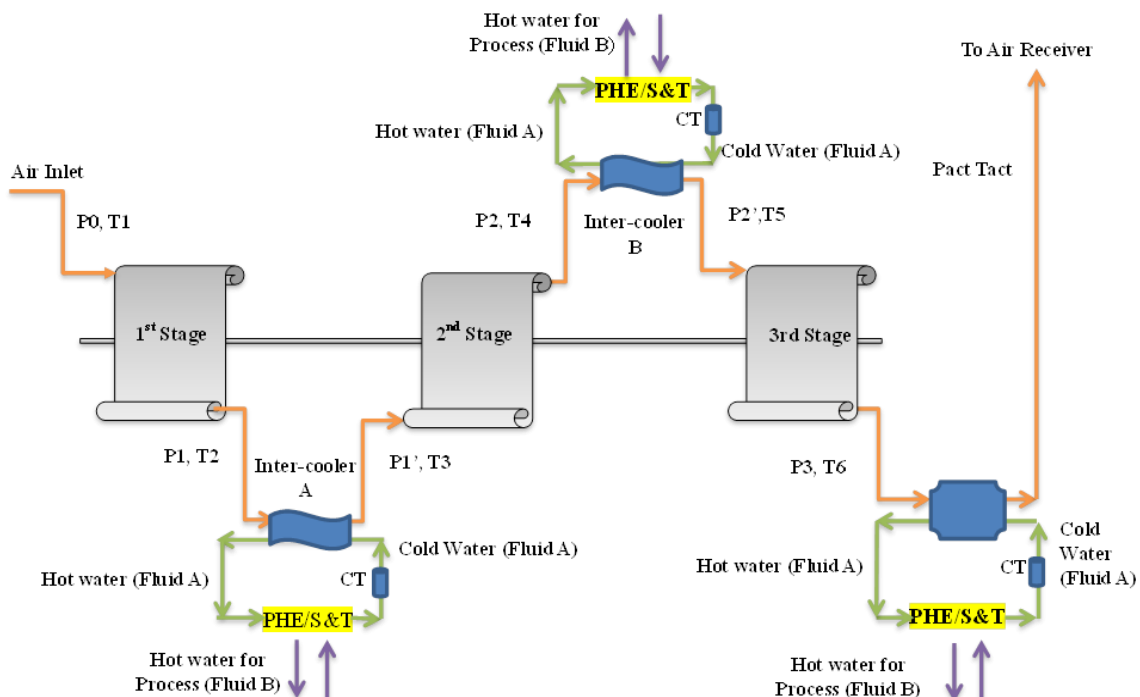 Hot water for
Process (Fluid B)
To Air Receiver
PHE/S&T
CT
Hot water (Fluid A)
Cold Water (Fluid A)
Air Inlet
Pact Tact
P0, T1
P2, T4
Inter-cooler
B
P2’,T5
1st Stage
2nd Stage
3rd Stage
P1, T2
Inter-cooler
A
P1’, T3
P3, T6
Cold Water (Fluid A)
Hot water (Fluid A)
CT
PHE/S&T
Hot water for
Process (Fluid B)
Cold
Water
(Fluid A)
Hot water (Fluid A)
CT
PHE/S&T
Hot water for
Process (Fluid B)